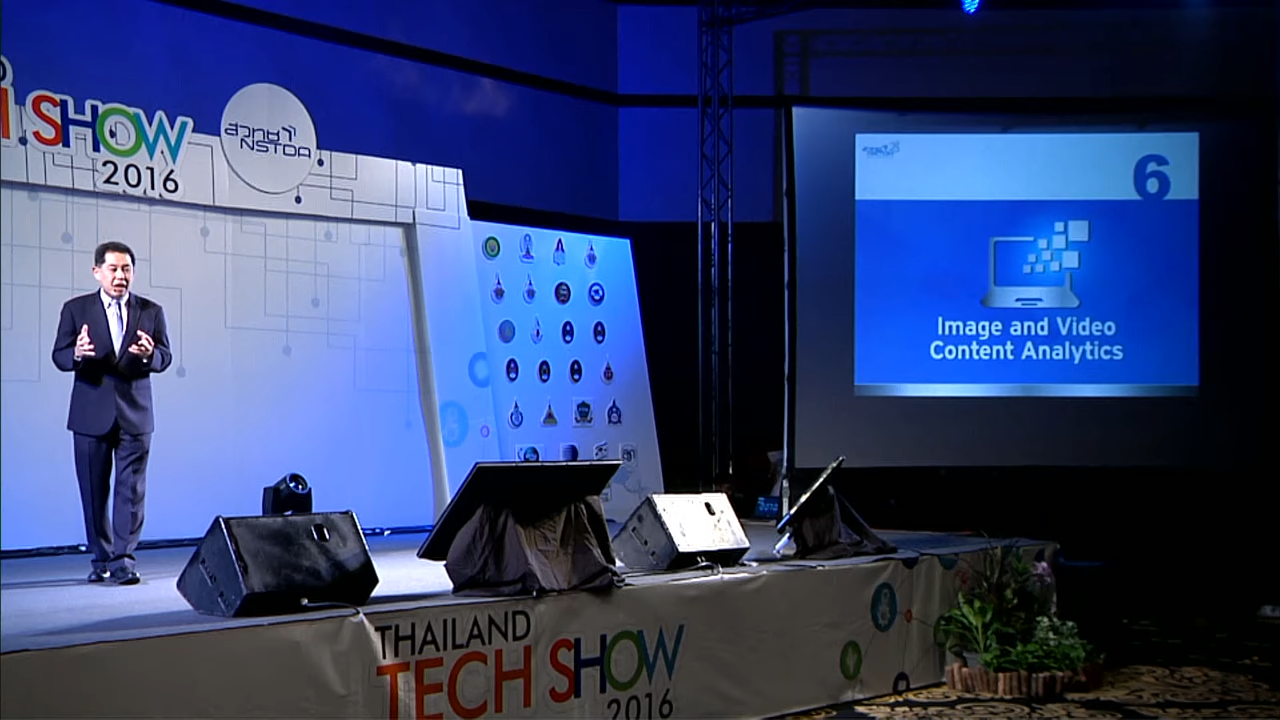 SHOW
2016
สวทช
NSTDA
6
Image and Video
Content Analytics
THAILAND
TECH SHOW
2016